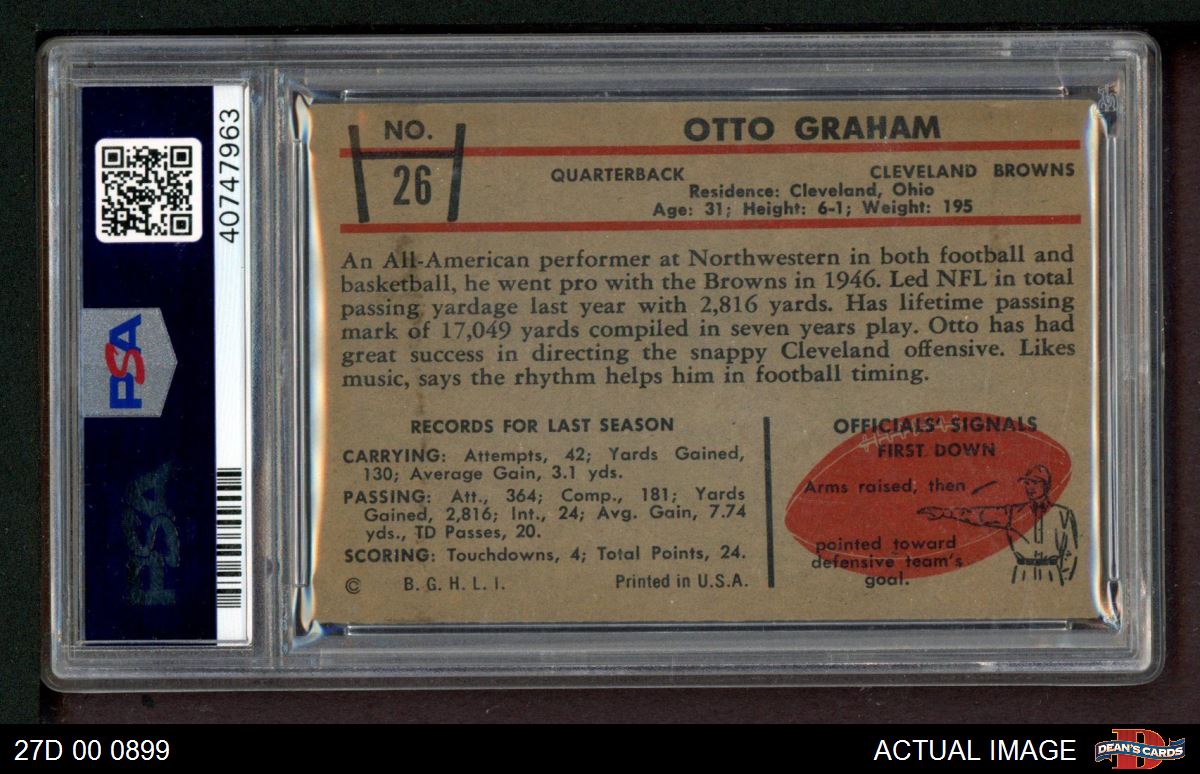 40747963
PSA
PSA
NO.
26
OTTO GRAHAM
QUARTERBACK CLEVELAND BROWNS
Residence: Cleveland, Ohio
Age: 31; Height: 6-1; Weight: 195
An All-American performer at Northwestern in both football and
basketball, he went pro with the Browns in 1946. Led NFL in total
passing yardage last year with 2,816 yards. Has lifetime passing
mark of 17,049 yards compiled in seven years play. Otto has had
great success in directing the snappy Cleveland offensive. Likes
music, says the rhythm helps him in football timing.
RECORDS FOR LAST SEASON
CARRYING: Attempts, 42; Yards Gained,
130; Average Gain, 3.1 yds.
PASSING: Att., 364; Comp., 181; Yards
Gained, 2,816; Int., 24; Avg. Gain, 7.74
yds., TD Passes, 20.
SCORING: Touchdowns, 4; Total Points, 24.
© B. G. H. L. I. Printed in U.S.A.
OFFICIALS' SIGNALS
FIRST DOWN
Arms raised, then
pointed toward
defensive team's
goal.
27D 00 0899
ACTUAL IMAGE
DEAN'S CARDS